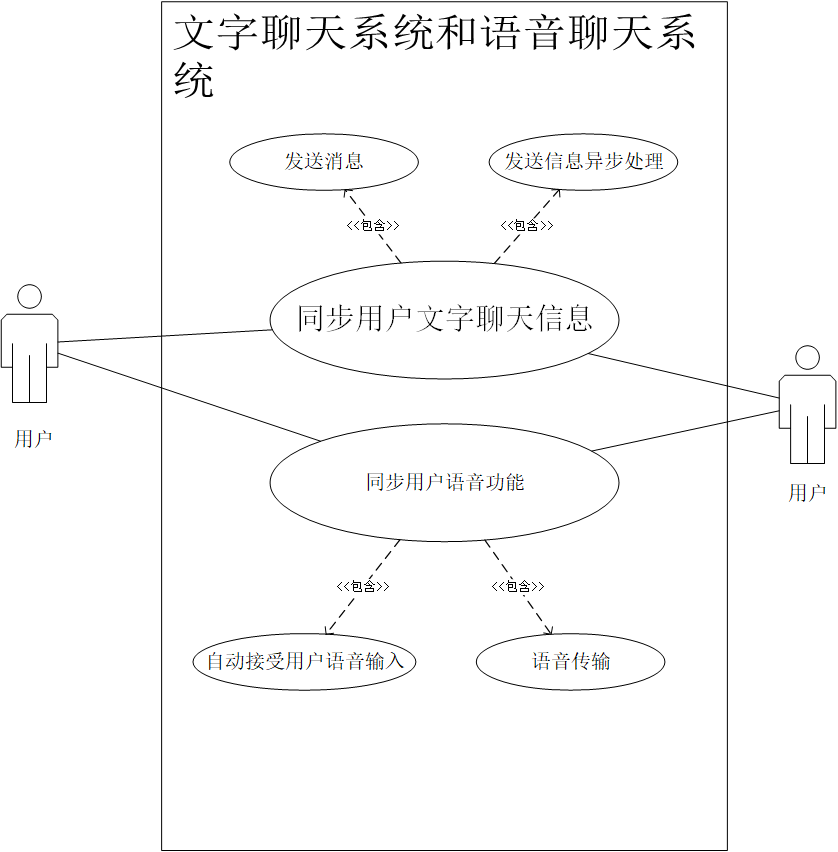 文字聊天系统和语音聊天系
统
发送消息
发送信息异步处理
<<包含>>
<<包含>>
同步用户文字聊天信息
用户
同步用户语音功能
用户
<<包含>>
<<包含>>
自动接受用户语音输入
语音传输